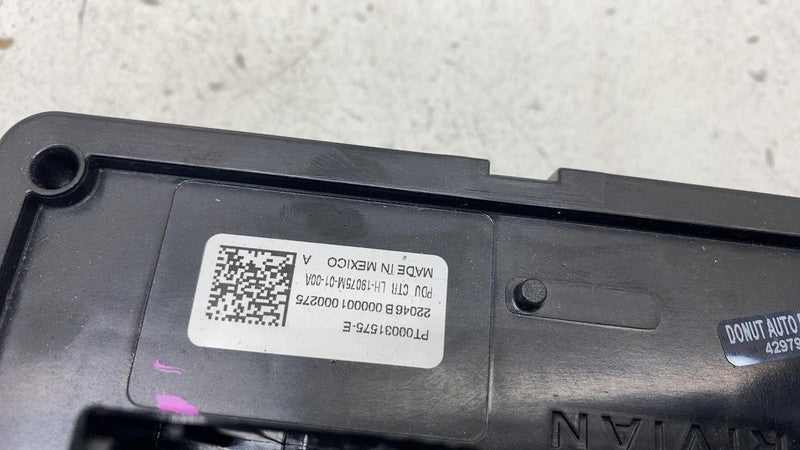 PT00031575-E
22046 B 000001 000275
PDU CTR LH-19075M-01-00A
MADE IN MEXICO A
DONUT AUTO
42979
RIVIAN